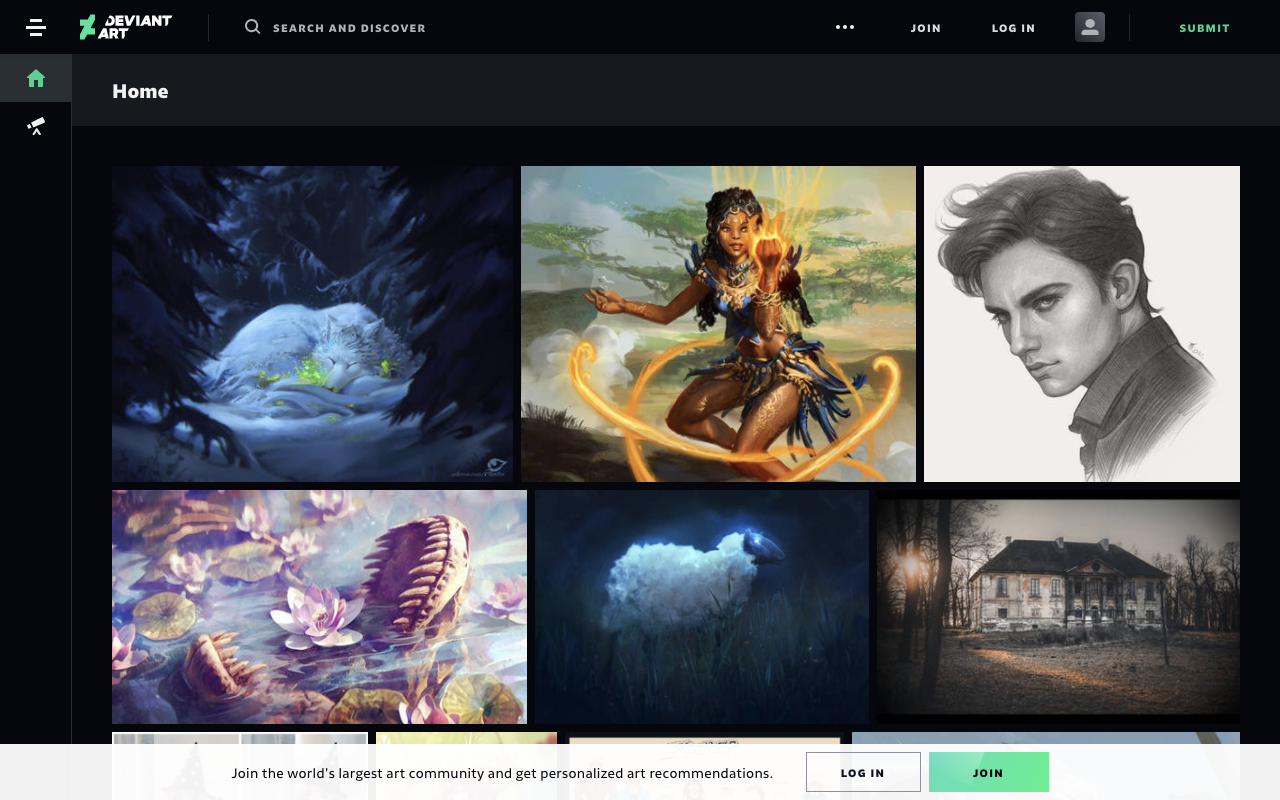 DEVIANT
ART
SEARCH AND DISCOVER
JOIN
LOG IN
SUBMIT
Home
Join the world's largest art community and get personalized art recommendations.
LOG IN
JOIN